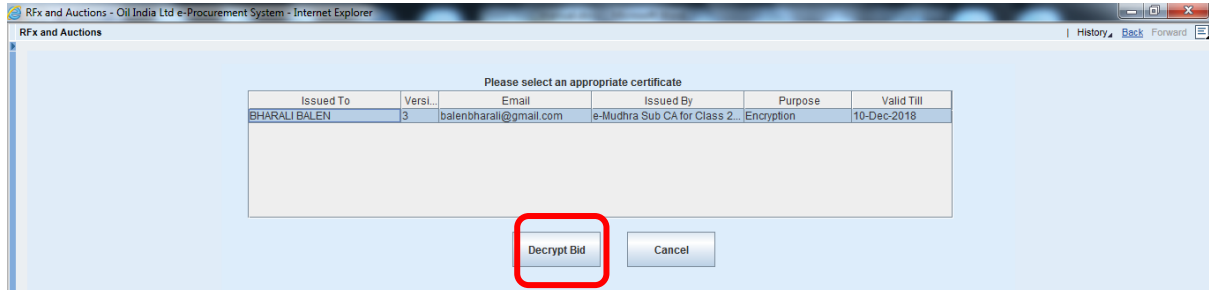 RFx and Auctions - Oil India Ltd e-Procurement System - Internet Explorer
RFx and Auctions
| History Back Forward
Please select an appropriate certificate
Issued To Versi... Email Issued By Purpose Valid Till
BHARALI BALEN 3 balenbharali@gmail.com e-Mudhra Sub CA for Class 2... Encryption 10-Dec-2018
Decrypt Bid Cancel